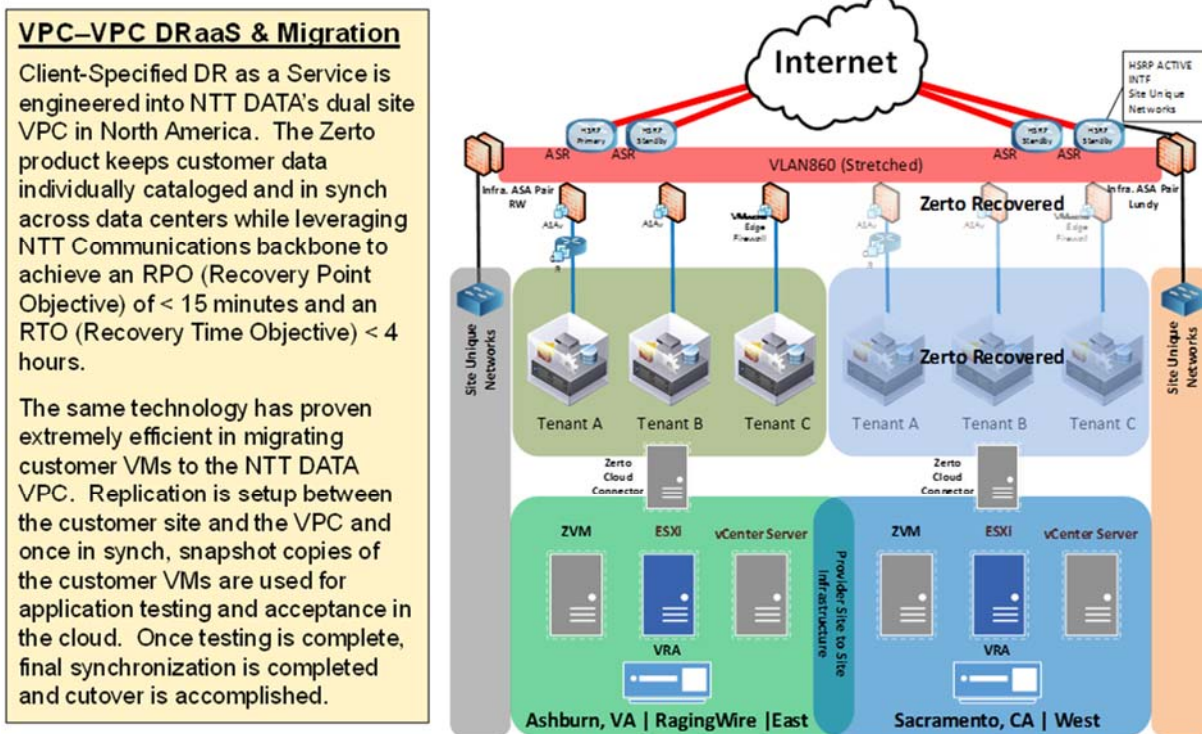 VPC–VPC DRaaS & Migration
Client-Specified DR as a Service is
engineered into NTT DATA's dual site
VPC in North America. The Zerto
product keeps customer data
individually cataloged and in synch
across data centers while leveraging
NTT Communications backbone to
achieve an RPO (Recovery Point
Objective) of < 15 minutes and an
RTO (Recovery Time Objective) < 4
hours.
The same technology has proven
extremely efficient in migrating
customer VMs to the NTT DATA
VPC. Replication is setup between
the customer site and the VPC and
once in synch, snapshot copies of
the customer VMs are used for
application testing and acceptance in
the cloud. Once testing is complete,
final synchronization is completed
and cutover is accomplished.
Internet
HSRP ACTIVE
INTF
Site Unique
Networks
HSRP
Primary
HSRP
Standby
HSRP
Standby
HSRP
Standby
ASR
ASR
ASR
ASR
VLAN860 (Stretched)
Infra. ASA Pair
RW
Infra. ASA Pair
Lundy
ASAv
ASAv
VMware
Edge
Firewall
Zerto Recovered
ASAv
ASAv
Edge
Firewall
Site Unique
Networks
Site Unique
Networks
Zerto Recovered
Tenant A
Tenant B
Tenant C
Tenant A
Tenant B
Tenant C
Zerto
Cloud
Connector
Zerto
Cloud
Connector
ZVM
ESXi
vCenter Server
VRA
Provider Site to Site
Infrastructure
ZVM
ESXi
vCenter Server
VRA
Ashburn, VA | RagingWire |East
Sacramento, CA | West